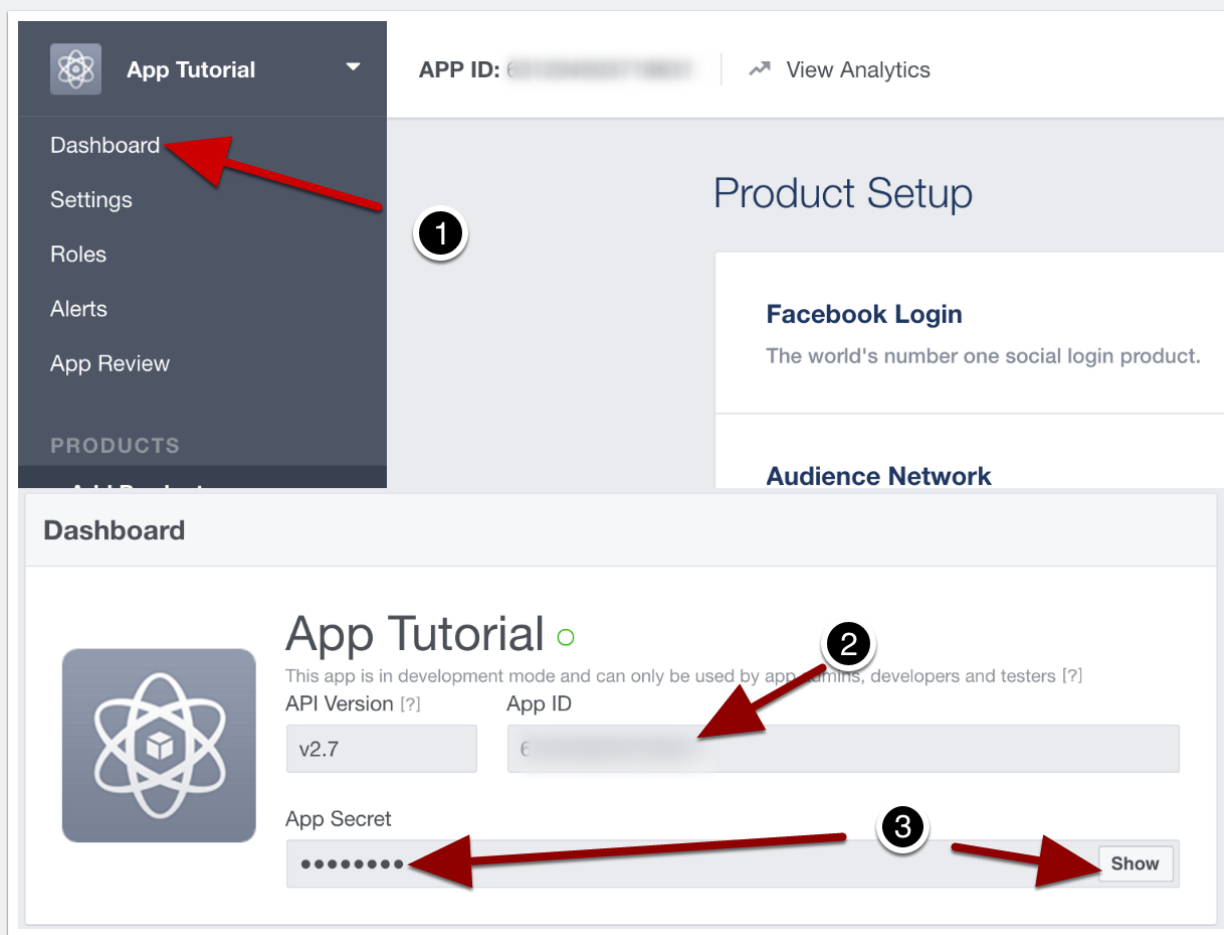 App Tutorial
APP ID:
View Analytics
Dashboard
Settings
Roles
Alerts
App Review
PRODUCTS
1
Product Setup
Facebook Login
The world's number one social login product.
Audience Network
Dashboard
App Tutorial
2
This app is in development mode and can only be used by app admins, developers and testers [?]
API Version [?]
App ID
v2.7
6
App Secret
3
••••••••
Show